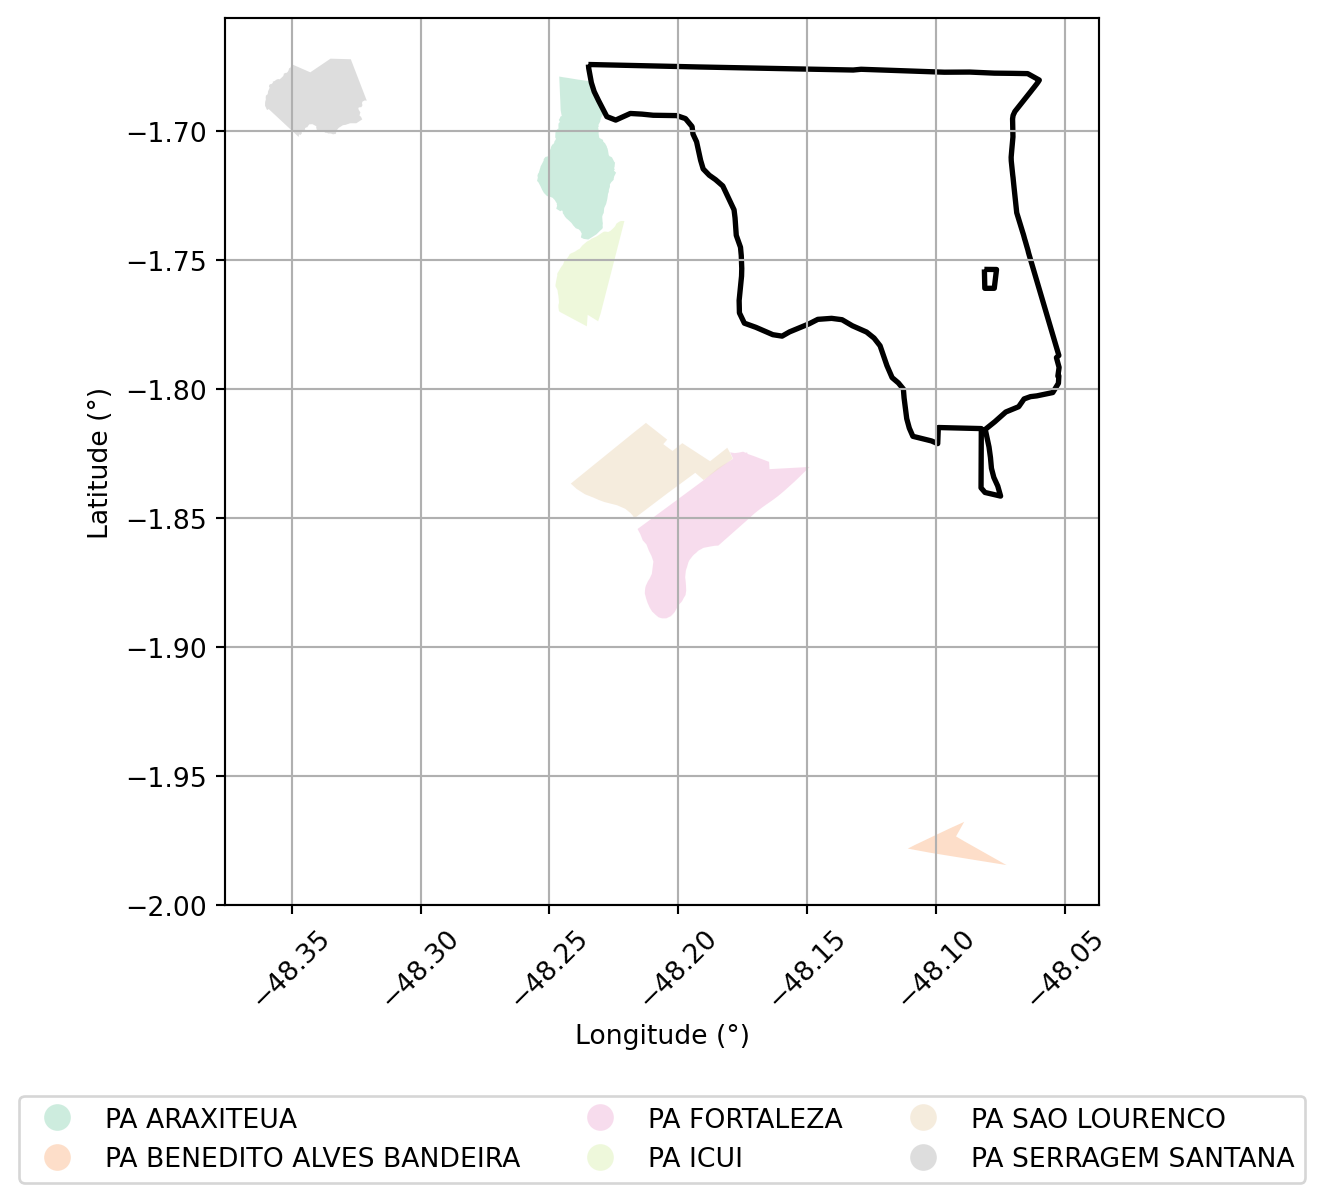 −1.70
−1.75
−1.80
−1.85
−1.90
−1.95
−2.00
Latitude (°)
−48.35
−48.30
−48.25
−48.20
−48.15
−48.10
−48.05
Longitude (°)
PA ARAXITEUA
PA FORTALEZA
PA SAO LOURENCO
PA BENEDITO ALVES BANDEIRA
PA ICUI
PA SERRAGEM SANTANA